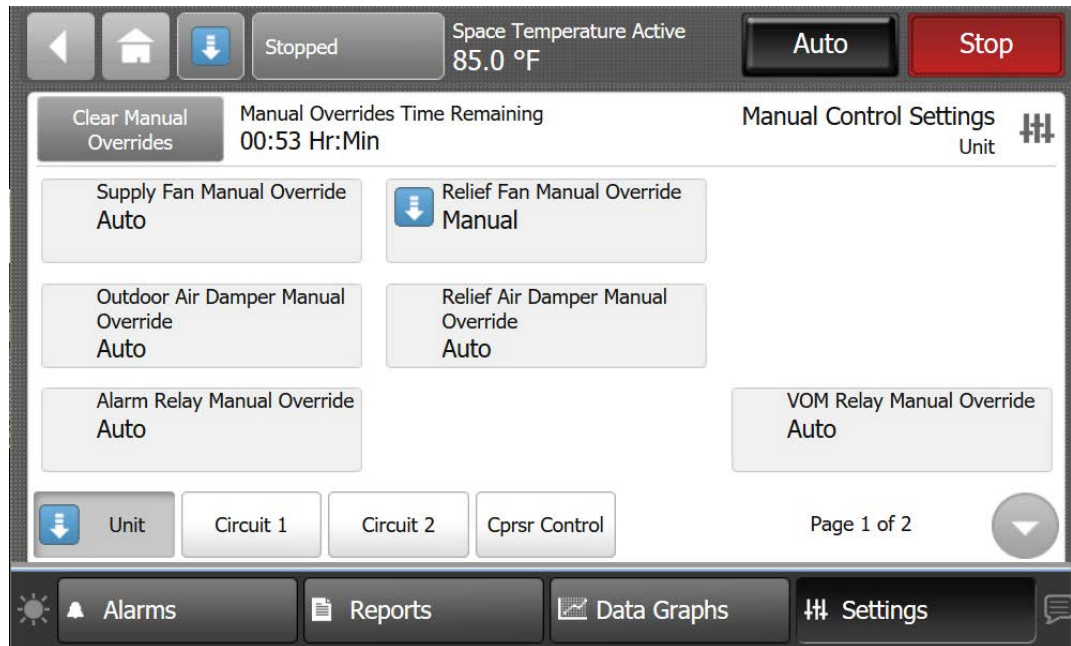 Stopped
Space Temperature Active
85.0 °F
Auto
Stop
Clear Manual
Overrides
Manual Overrides Time Remaining
00:53 Hr:Min
Manual Control Settings
Unit
Supply Fan Manual Override
Auto
Relief Fan Manual Override
Manual
Outdoor Air Damper Manual
Override
Auto
Relief Air Damper Manual
Override
Auto
Alarm Relay Manual Override
Auto
VOM Relay Manual Override
Auto
Unit
Circuit 1
Circuit 2
Cprsr Control
Page 1 of 2
Alarms
Reports
Data Graphs
Settings